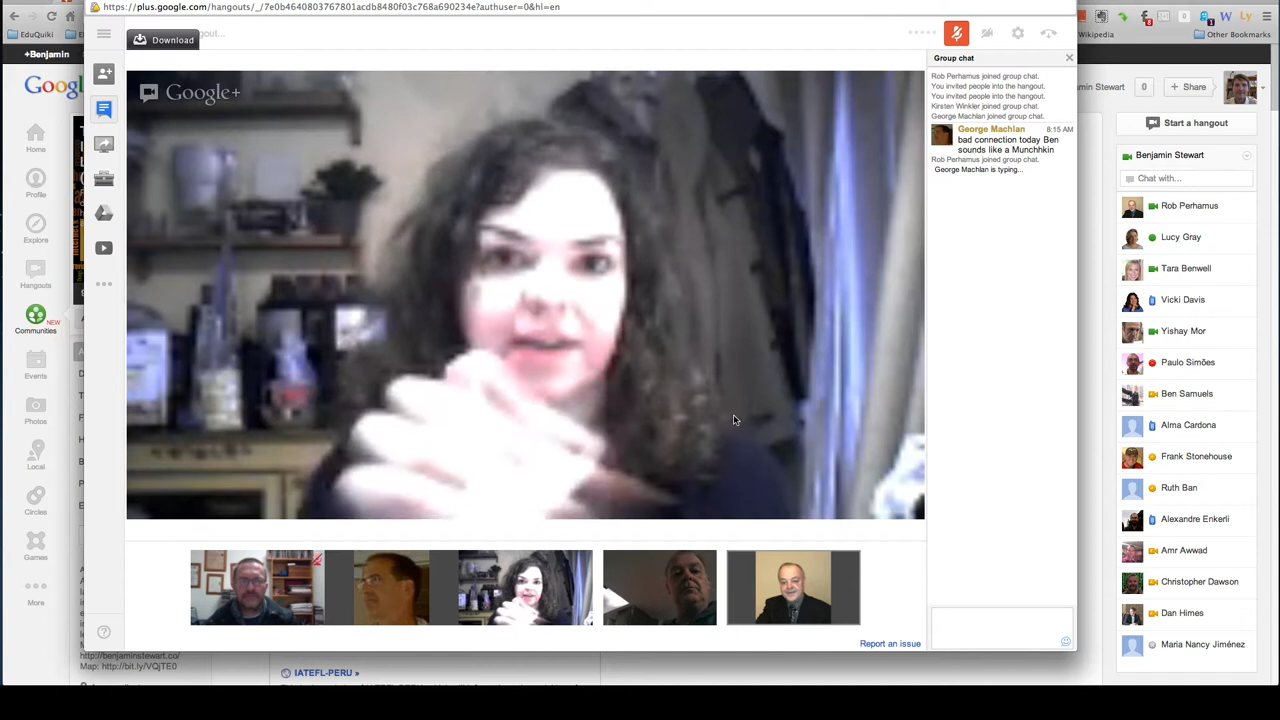 https://plus.google.com/hangouts/_/7e0b4640803767801acdb8480f03c768a690234e?authuser=0&hl=en
EduQuiki
Wikipedia
Other Bookmarks
+Benjamin
Download
gout...
Group chat
Google+
Rob Perhamus joined group chat.
You invited people into the hangout.
You invited people into the hangout.
Kirsten Winkler joined group chat.
George Machlan joined group chat.
George Machlan 8:15 AM
bad connection today Ben
sounds like a Munchhkin
Rob Perhamus joined group chat.
George Machlan is typing...
Report an issue
Home
Profile
Explore
Hangouts
NEW
Communities
Events
Photos
Local
Circles
Games
More
http://benjaminstewart.co/
Map: http://bit.ly/VQjTE0
IATEFL-PERU »
min Stewart 0 + Share
Start a hangout
Benjamin Stewart
Chat with...
Rob Perhamus
Lucy Gray
Tara Benwell
Vicki Davis
Yishay Mor
Paulo Simões
Ben Samuels
Alma Cardona
Frank Stonehouse
Ruth Ban
Alexandre Enkerli
Amr Awwad
Christopher Dawson
Dan Himes
Maria Nancy Jiménez